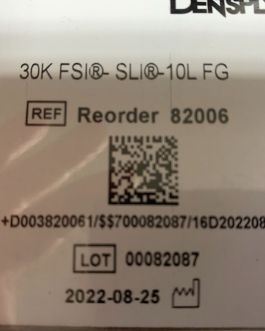 DENSPL
30K FSI®- SLI®-10L FG
REF Reorder 82006
+D003820061/$$700082087/16D202208
LOT 00082087
2022-08-25